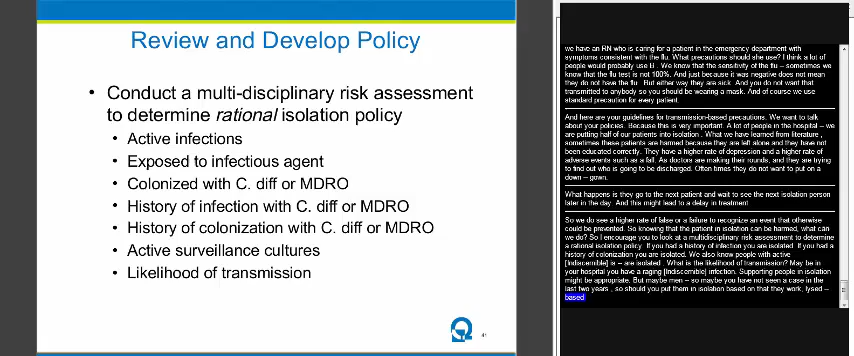 Review and Develop Policy
• Conduct a multi-disciplinary risk assessment
to determine rational isolation policy
• Active infections
• Exposed to infectious agent
• Colonized with C. diff or MDRO
• History of infection with C. diff or MDRO
• History of colonization with C. diff or MDRO
• Active surveillance cultures
• Likelihood of transmission
41
we have an RN who is caring for a patient in the emergency department with
symptoms consistent with the flu. What precautions should she use? I think a lot of
people would probably use Bl . We know that the sensitivity of the flu – sometimes we
know that the flu test is not 100%. And just because it was negative does not mean
they do not have the flu . But either way they are sick. And you do not want that
transmitted to anybody so you should be wearing a mask. And of course we use
standard precaution for every patient.
And here are your guidelines for transmission-based precautions. We want to talk
about your policies. Because this is very important. A lot of people in the hospital – we
are putting half of our patients into isolation . What we have learned from literature ,
sometimes these patients are harmed because they are left alone and they have not
been educated correctly. They have a higher rate of depression and a higher rate of
adverse events such as a fall. As doctors are making their rounds, and they are trying
to find out who is going to be discharged. Often times they do not want to put on a
down – gown.
What happens is they go to the next patient and wait to see the next isolation person
later in the day. And this might lead to a delay in treatment.
So we do see a higher rate of false or a failure to recognize an event that otherwise
could be prevented. So knowing that the patient in isolation can be harmed, what can
we do? So I encourage you to look at a multidisciplinary risk assessment to determine
a rational isolation policy. If you had a history of infection you are isolated. If you had a
history of colonization you are isolated. We also know people with active
[Indiscernible] is – are isolated . What is the likelihood of transmission? May be in
your hospital you have a raging [Indiscernible] infection. Supporting people in isolation
might be appropriate. But maybe men – so maybe you have not seen a case in the
last two years , so should you put them in isolation based on that they work, lysed –
based